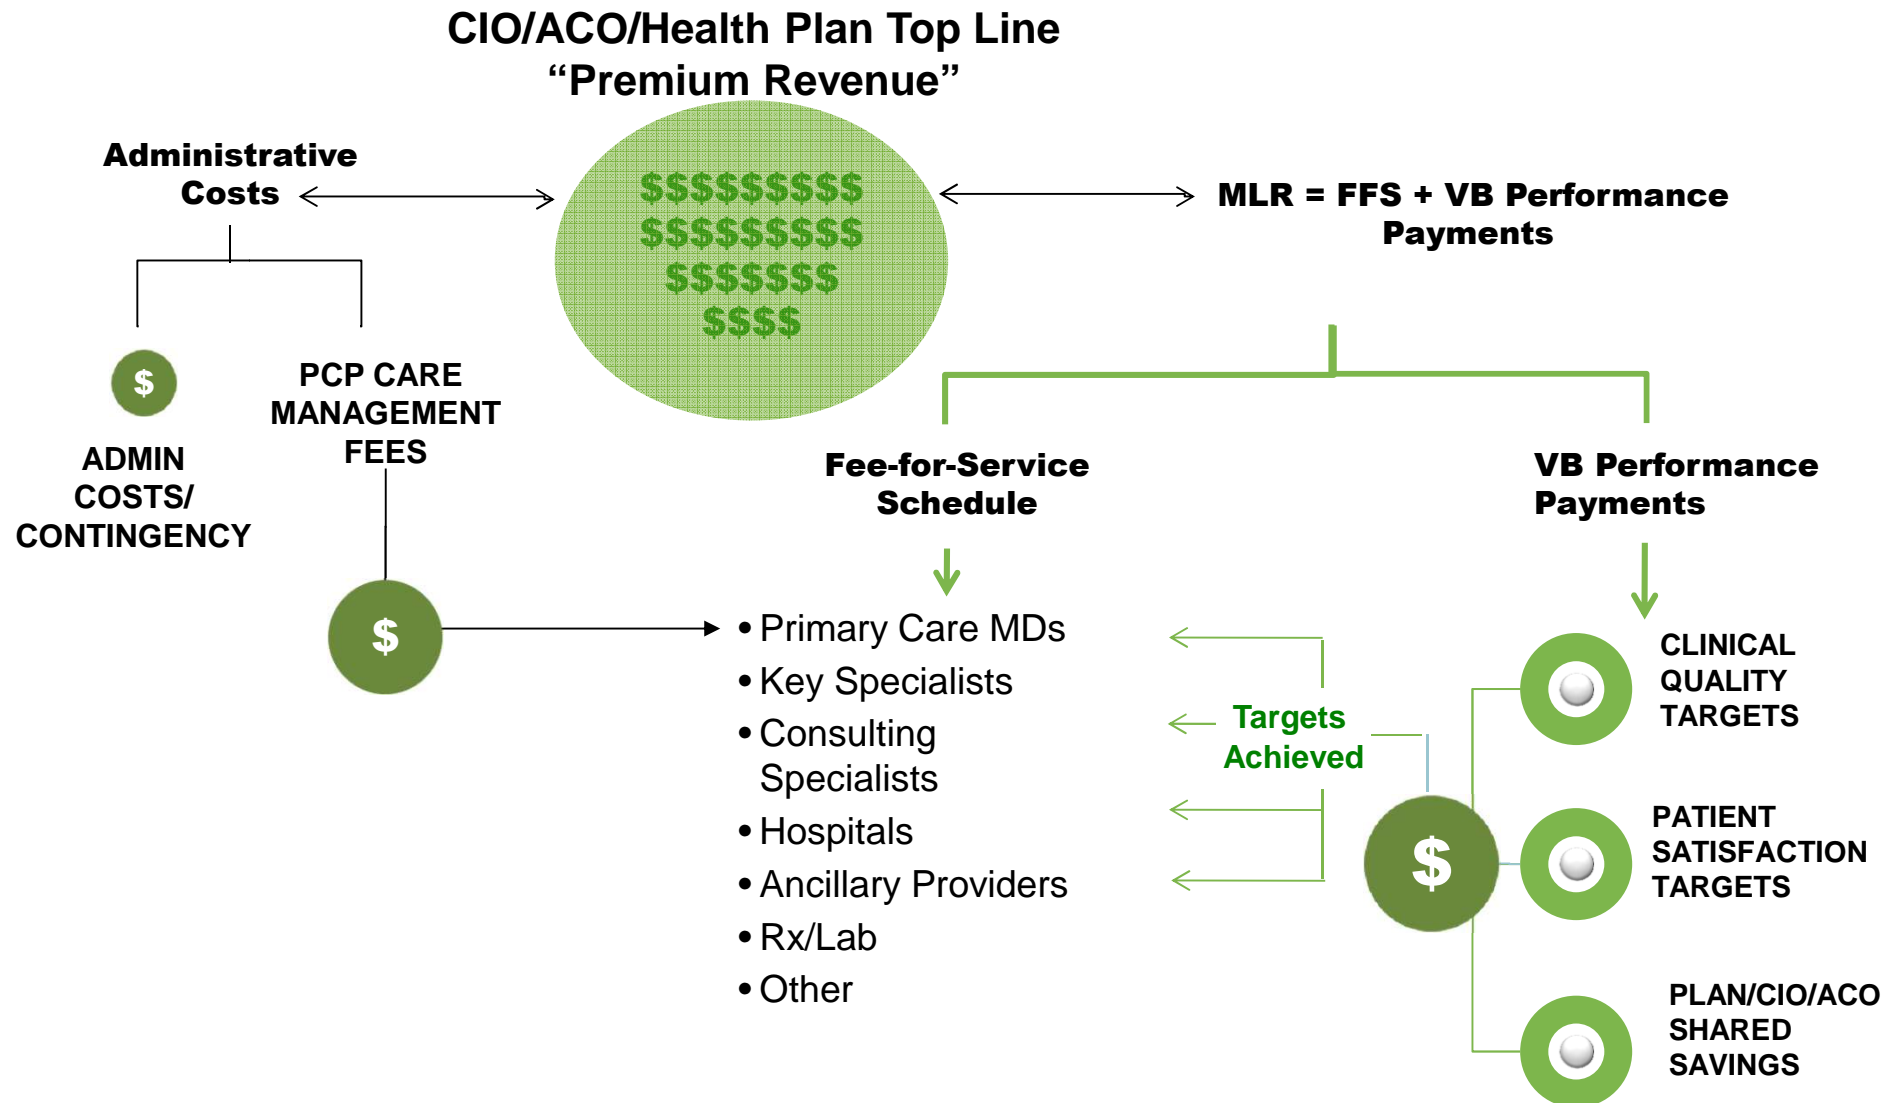 CIO/ACO/Health Plan Top Line
“Premium Revenue”
Administrative
Costs
$$$$$$$$$
$$$$$$$$$
$$$$$$$
$$$$
MLR = FFS + VB Performance
Payments
$
ADMIN
COSTS/
CONTINGENCY
PCP CARE
MANAGEMENT
FEES
$
Fee-for-Service
Schedule
• Primary Care MDs
• Key Specialists
• Consulting
Specialists
• Hospitals
• Ancillary Providers
• Rx/Lab
• Other
Targets
Achieved
VB Performance
Payments
$
CLINICAL
QUALITY
TARGETS
PATIENT
SATISFACTION
TARGETS
PLAN/CIO/ACO
SHARED
SAVINGS